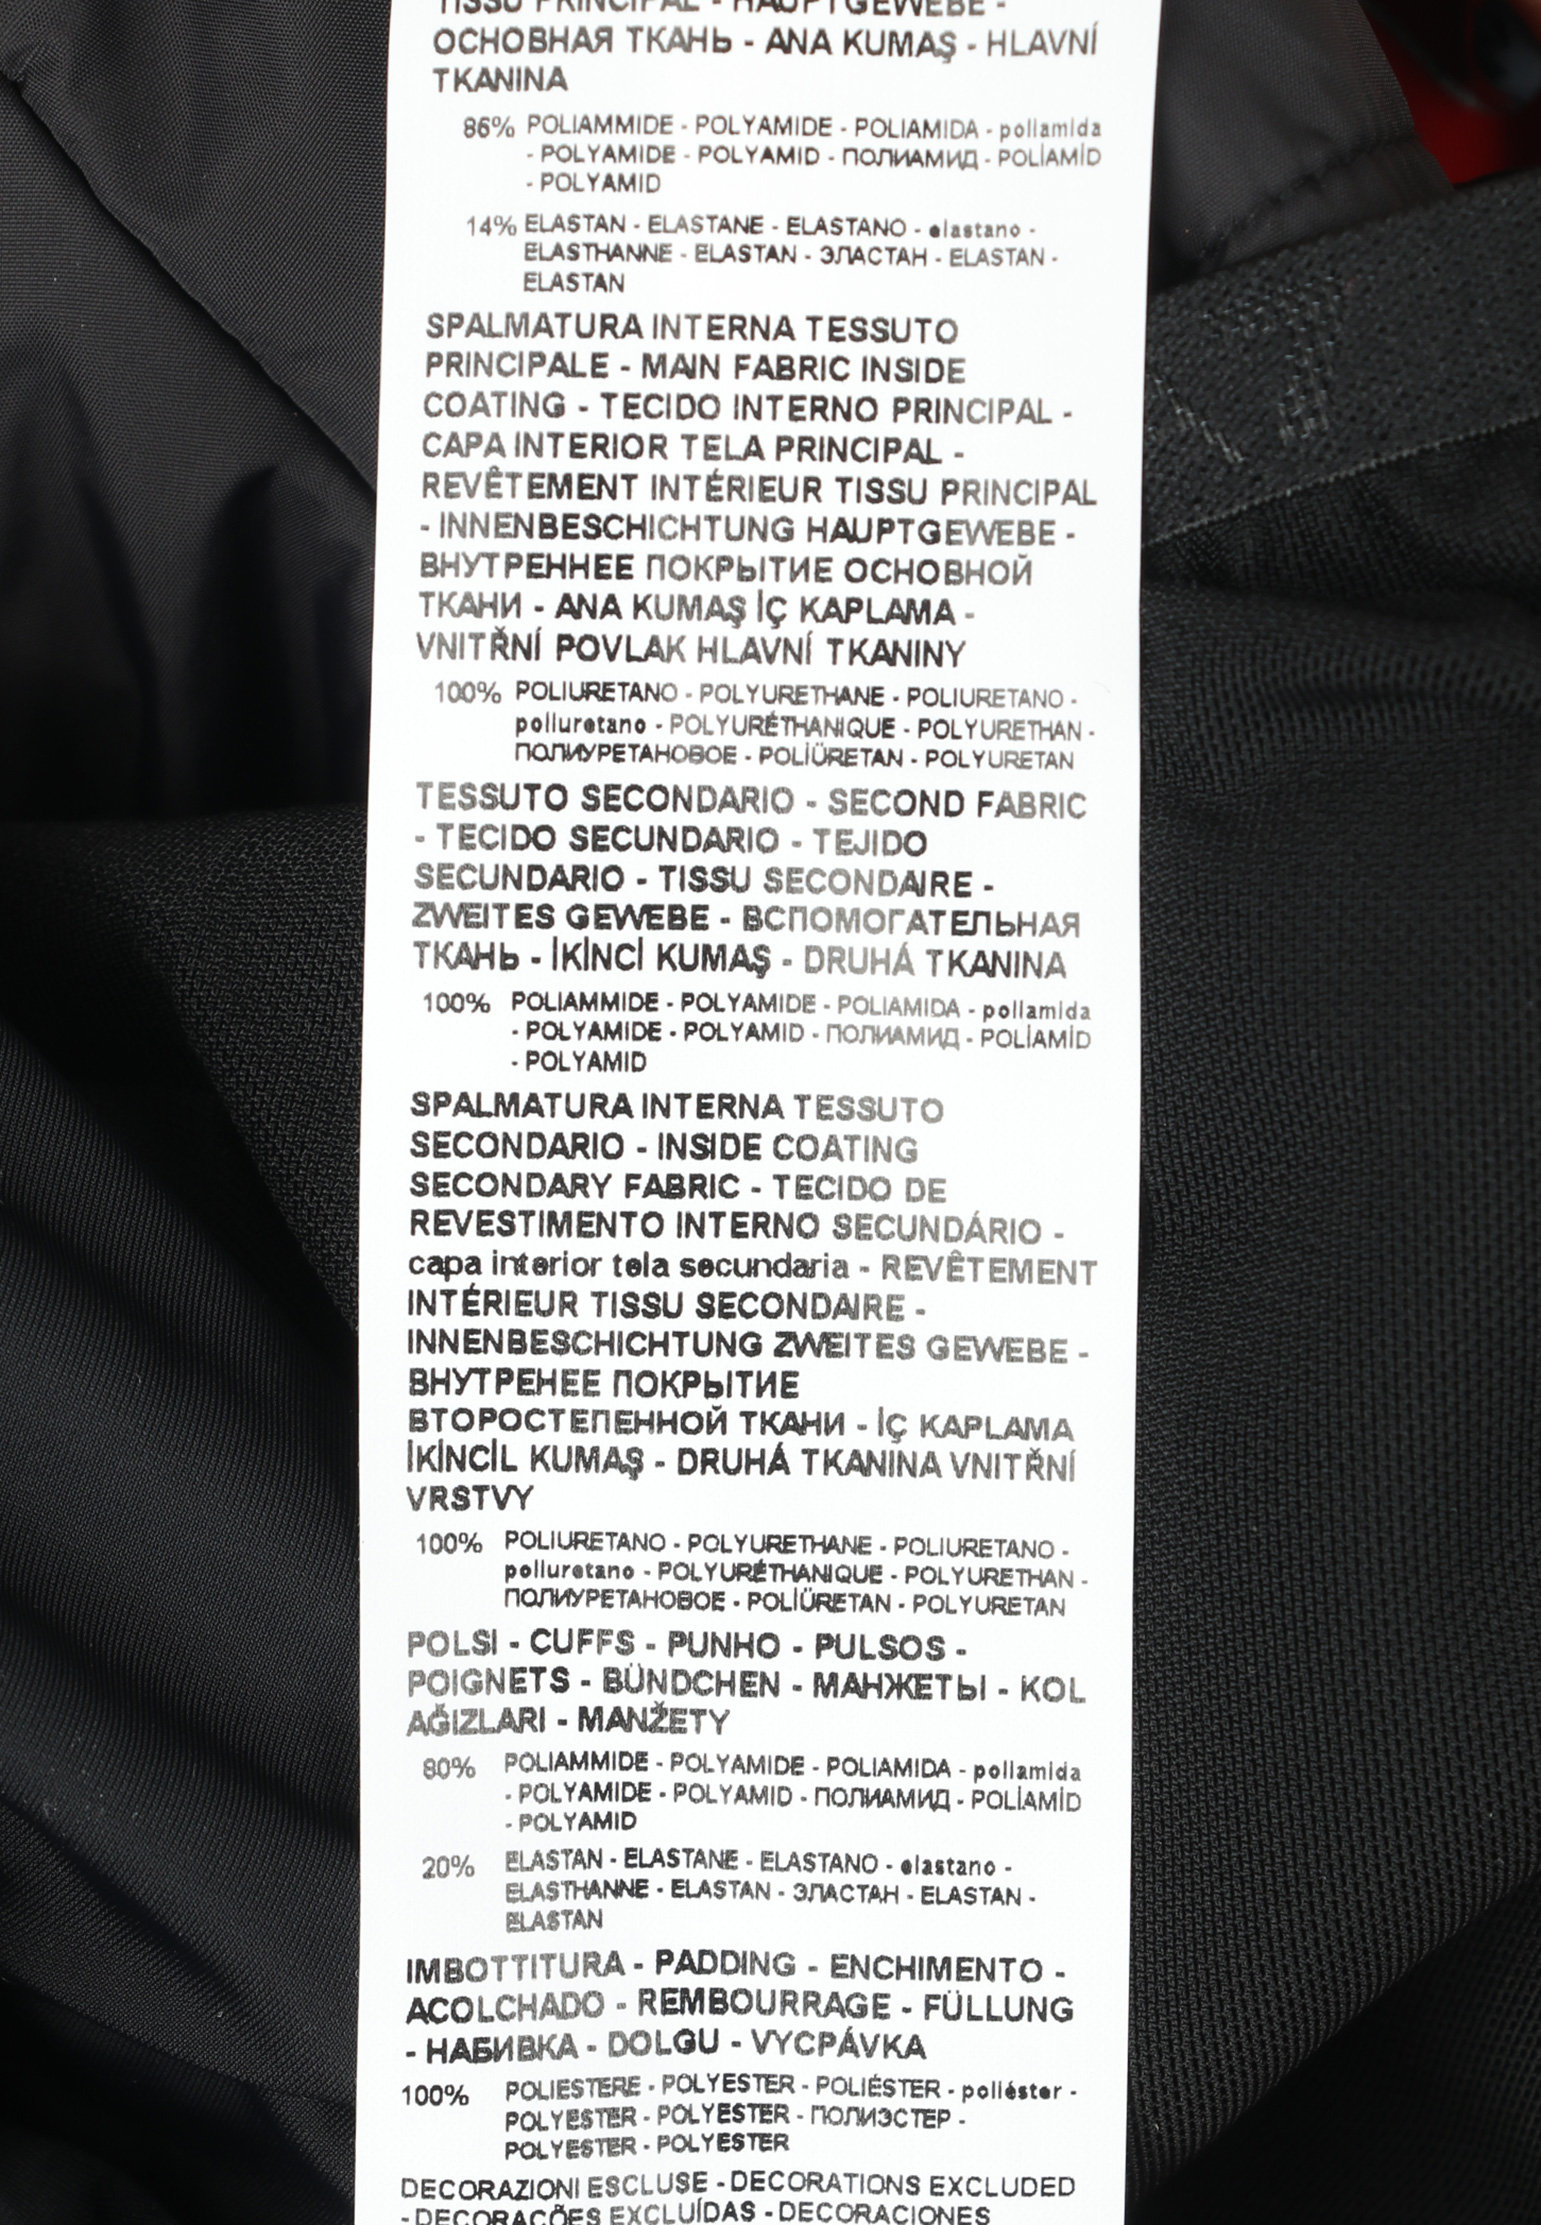 TISSU PRINCIPAL - HAUPTGEWEBE -
ОСНОВНАЯ ТКАНЬ - ANA KUMAŞ - HLAVNÍ
TKANINA
86% POLIAMMIDE - POLYAMIDE - POLIAMIDA - poliamida
- POLYAMIDE - POLYAMID - ПОЛИАМИД - POLİAMİD
- POLYAMID
14% ELASTAN - ELASTANE - ELASTANO - elastano -
ELASTHANNE - ELASTAN - ЭЛАСТАН - ELASTAN -
ELASTAN
SPALMATURA INTERNA TESSUTO
PRINCIPALE - MAIN FABRIC INSIDE
COATING - TECIDO INTERNO PRINCIPAL -
CAPA INTERIOR TELA PRINCIPAL -
REVÊTEMENT INTÉRIEUR TISSU PRINCIPAL
- INNENBESCHICHTUNG HAUPTGEWEBE -
ВНУТРЕННЕЕ ПОКРЫТИЕ ОСНОВНОЙ
ТКАНИ - ANA KUMAŞ İÇ KAPLAMA -
VNITŘNÍ POVLAK HLAVNÍ TKANINY
100% POLIURETANO - POLYURETHANE - POLIURETANO -
poliuretano - POLYURÉTHANIQUE - POLYURETHAN -
ПОЛИУРЕТАНОВОЕ - POLİÜRETAN - POLYURETAN
TESSUTO SECONDARIO - SECOND FABRIC
- TECIDO SECUNDARIO - TEJIDO
SECUNDARIO - TISSU SECONDAIRE -
ZWEITES GEWEBE - ВСПОМОГАТЕЛЬНАЯ
ТКАНЬ - İKİNCİ KUMAŞ - DRUHÁ TKANINA
100% POLIAMMIDE - POLYAMIDE - POLIAMIDA - poliamida
- POLYAMIDE - POLYAMID - ПОЛИАМИД - POLİAMİD
- POLYAMID
SPALMATURA INTERNA TESSUTO
SECONDARIO - INSIDE COATING
SECONDARY FABRIC - TECIDO DE
REVESTIMENTO INTERNO SECUNDÁRIO -
capa interior tela secundaria - REVÊTEMENT
INTÉRIEUR TISSU SECONDAIRE -
INNENBESCHICHTUNG ZWEITES GEWEBE -
ВНУТРЕНЕЕ ПОКРЫТИЕ
ВТОРОСТЕПЕННОЙ ТКАНИ - İÇ KAPLAMA
İKİNCİL KUMAŞ - DRUHÁ TKANINA VNITŘNÍ
VRSTVY
100% POLIURETANO - POLYURETHANE - POLIURETANO -
poliuretano - POLYURÉTHANIQUE - POLYURETHAN -
ПОЛИУРЕТАНОВОЕ - POLİÜRETAN - POLYURETAN
POLSI - CUFFS - PUNHO - PULSOS -
POIGNETS - BÜNDCHEN - МАНЖЕТЫ - KOL
AĞIZLARI - MANŽETY
80% POLIAMMIDE - POLYAMIDE - POLIAMIDA - poliamida
- POLYAMIDE - POLYAMID - ПОЛИАМИД - POLİAMİD
- POLYAMID
20% ELASTAN - ELASTANE - ELASTANO - elastano -
ELASTHANNE - ELASTAN - ЭЛАСТАН - ELASTAN -
ELASTAN
IMBOTTITURA - PADDING - ENCHIMENTO -
ACOLCHADO - REMBOURRAGE - FÜLLUNG
- НАБИВКА - DOLGU - VYCPÁVKA
100% POLIESTERE - POLYESTER - POLIÉSTER - poliéster -
POLYESTER - POLYESTER - ПОЛИЭСТЕР -
POLYESTER - POLYESTER
DECORAZIONI ESCLUSE - DECORATIONS EXCLUDED
- DECORAÇÕES EXCLUÍDAS - DECORACIONES